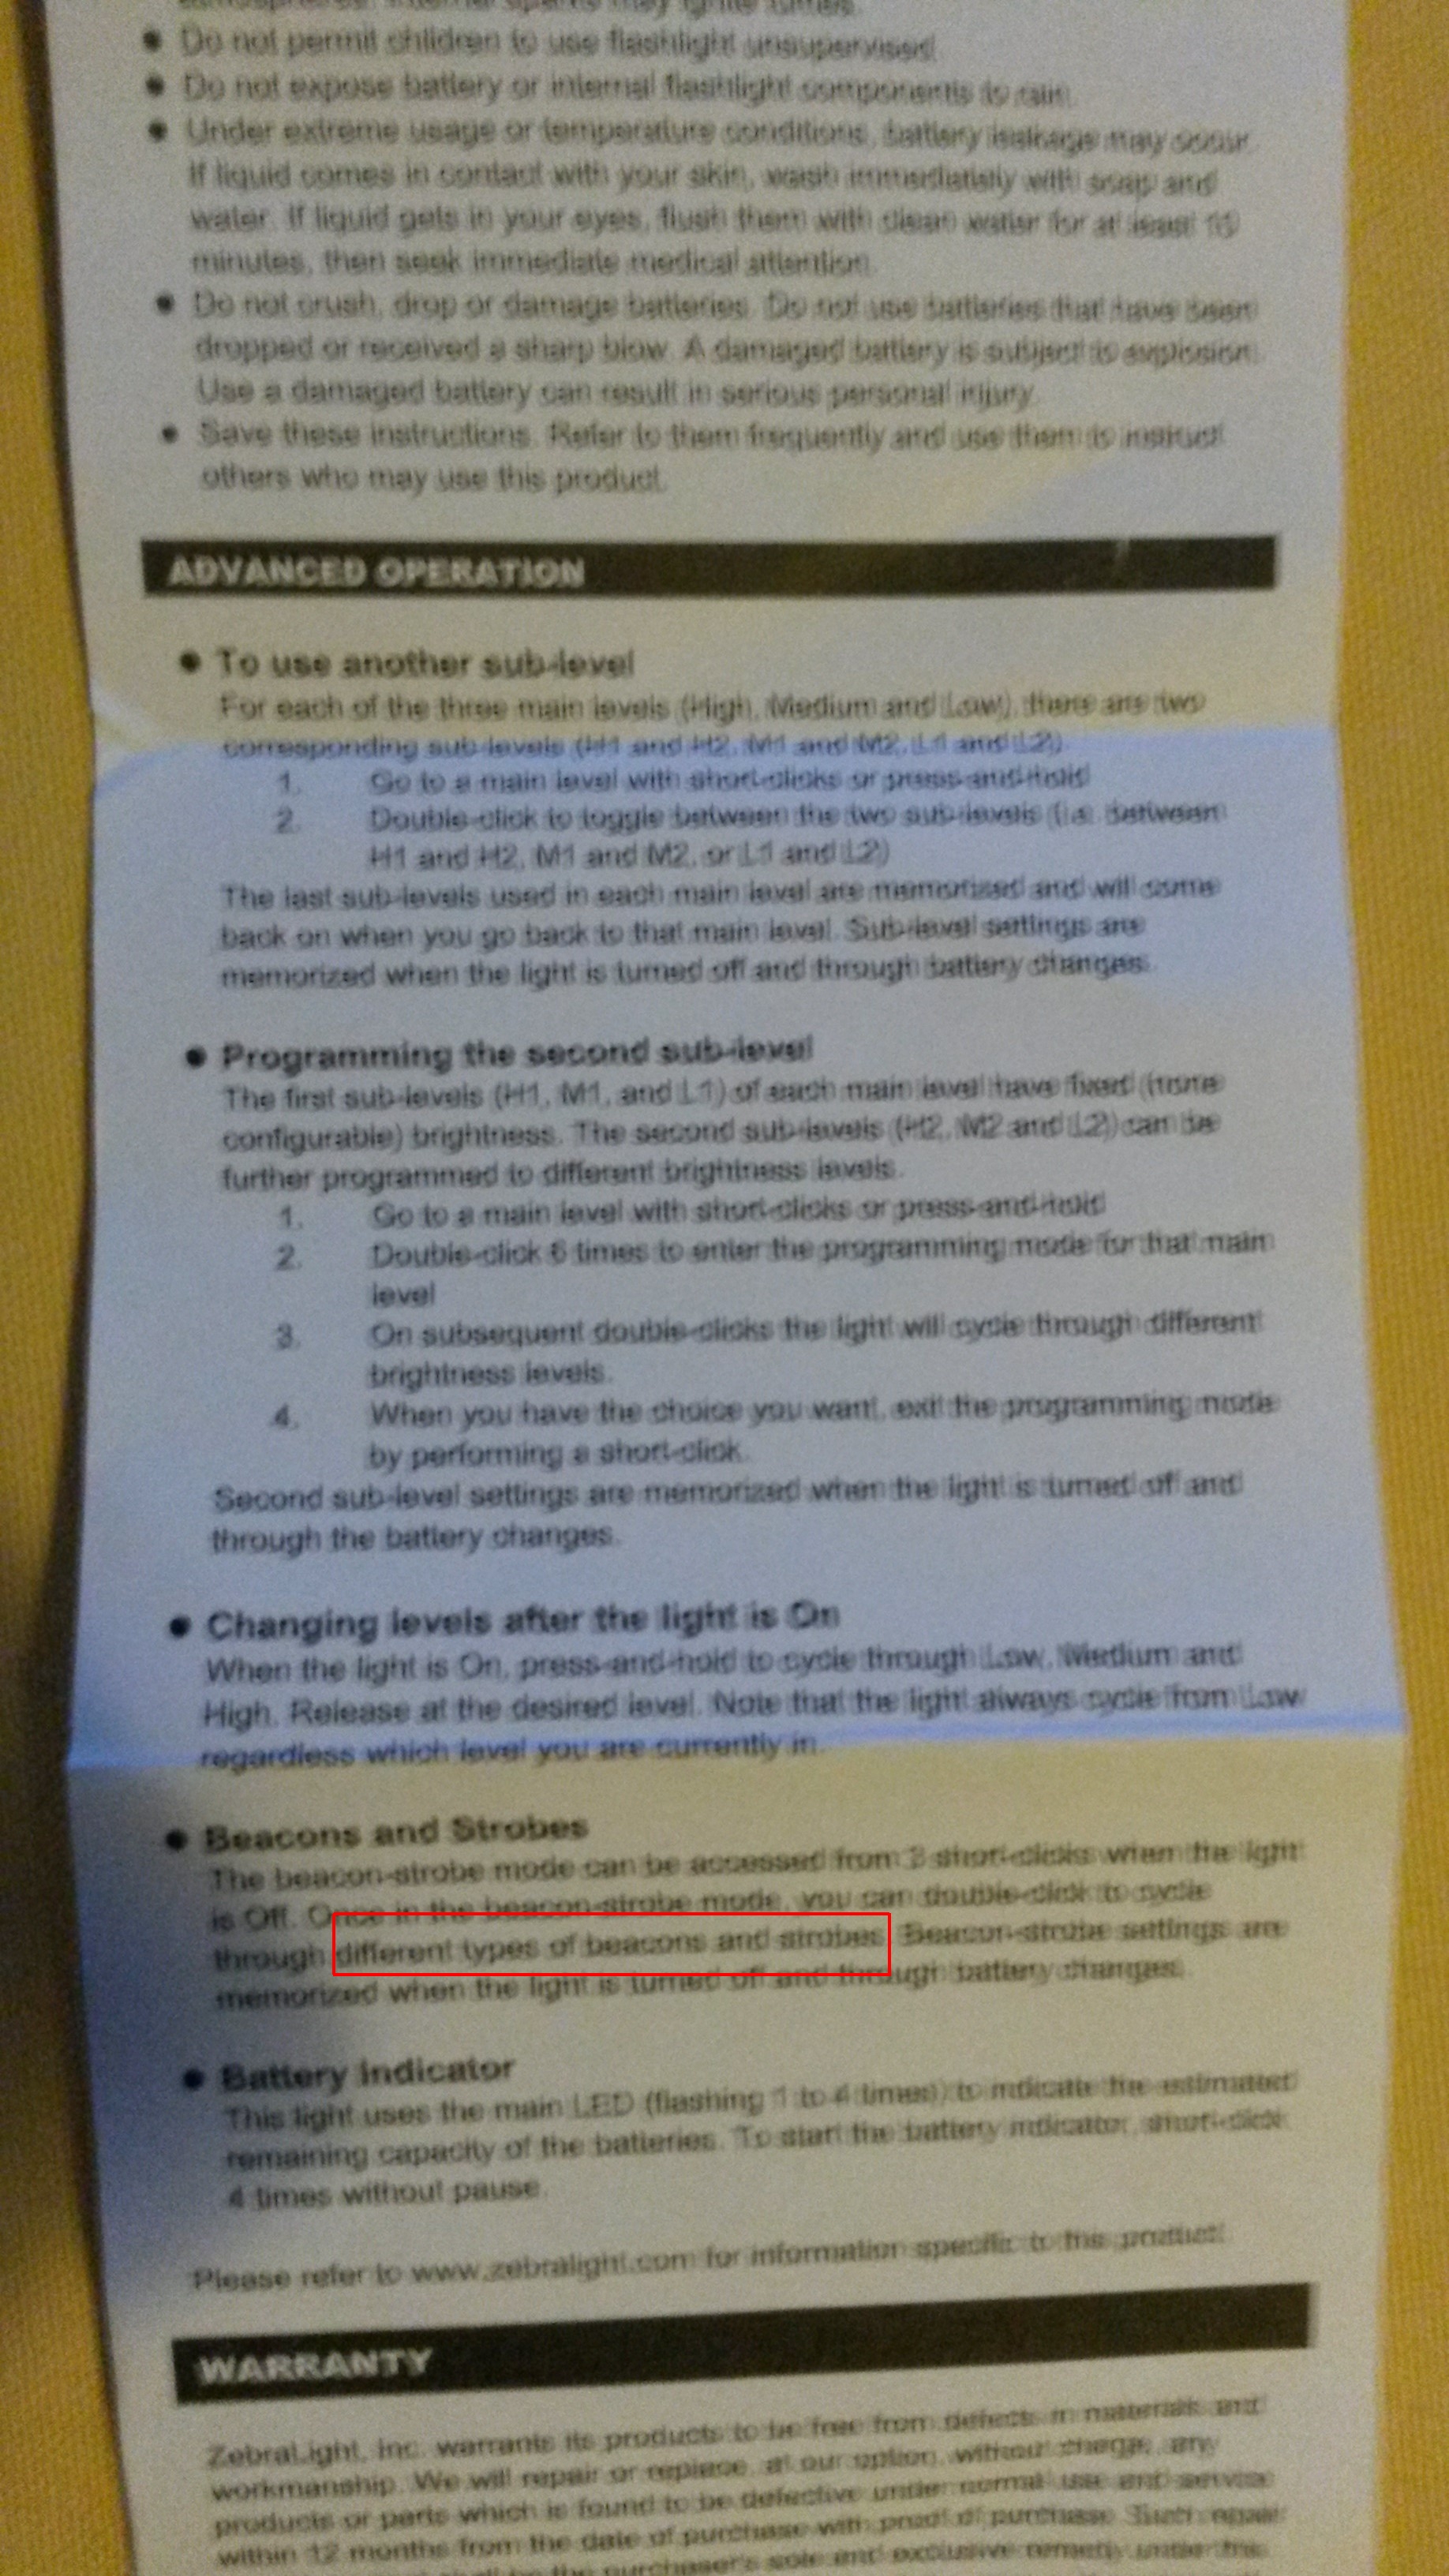 Do not permit children to use flashlight unsupervised.
Do not expose battery or internal flashlight components to rain.
Under extreme usage or temperature conditions, battery leakage may occur.
If liquid comes in contact with your skin, wash immediately with soap and
water. If liquid gets in your eyes, flush them with clean water for at least
minutes, then seek immediate medical attention.
Do not crush, drop or damage batteries. Do not use batteries that have been
dropped or received a sharp blow. A damaged battery is subject to explosion.
Use a damaged battery can result in serious personal injury.
Save these instructions. Refer to them frequently and use them to instruct
others who may use this product.
ADVANCED OPERATION
● To use another sub-level
For each of the three main levels (High, Medium and Low), there are two
corresponding sub-levels (H1 and H2, M1 and M2, L1 and L2).
1. Go to a main level with short-clicks or press-and-hold
2. Double-click to toggle between the two sub-levels (i.e. between
H1 and H2, M1 and M2, or L1 and L2)
The last sub-levels used in each main level are memorized and will come
back on when you go back to that main level. Sub-level settings are
memorized when the light is turned off and through battery changes.
● Programming the second sub-level
The first sub-levels (H1, M1, and L1) of each main level have fixed (none
configurable) brightness. The second sub-levels (H2, M2 and L2) can be
further programmed to different brightness levels.
1. Go to a main level with short-clicks or press-and-hold
2. Double-click 6 times to enter the programming mode for that main
level
3. On subsequent double-clicks the light will cycle through different
brightness levels.
4. When you have the choice you want, exit the programming mode
by performing a short-click.
Second sub-level settings are memorized when the light is turned off and
through the battery changes.
● Changing levels after the light is On
When the light is On, press-and-hold to cycle through Low, Medium and
High. Release at the desired level. Note that the light always cycle from Low
regardless which level you are currently in.
● Beacons and Strobes
The beacon-strobe mode can be accessed from 3 short-clicks when the light
is Off. Once in the beacon-strobe mode, you can double-click to cycle
through different types of beacons and strobes. Beacon-strobe settings are
memorized when the light is turned off and through battery changes.
● Battery Indicator
This light uses the main LED (flashing 1 to 4 times) to indicate the estimated
remaining capacity of the batteries. To start the battery indicator, short-click
4 times without pause.
Please refer to www.zebralight.com for information specific to this product.
WARRANTY
ZebraLight, Inc. warrants its products to be free from defects in materials and
workmanship. We will repair or replace, at our option, without charge, any
products or parts which is found to be defective under normal use and service
within 12 months from the date of purchase with proof of purchase. Such repair
the purchaser's sole and exclusive remedy under this